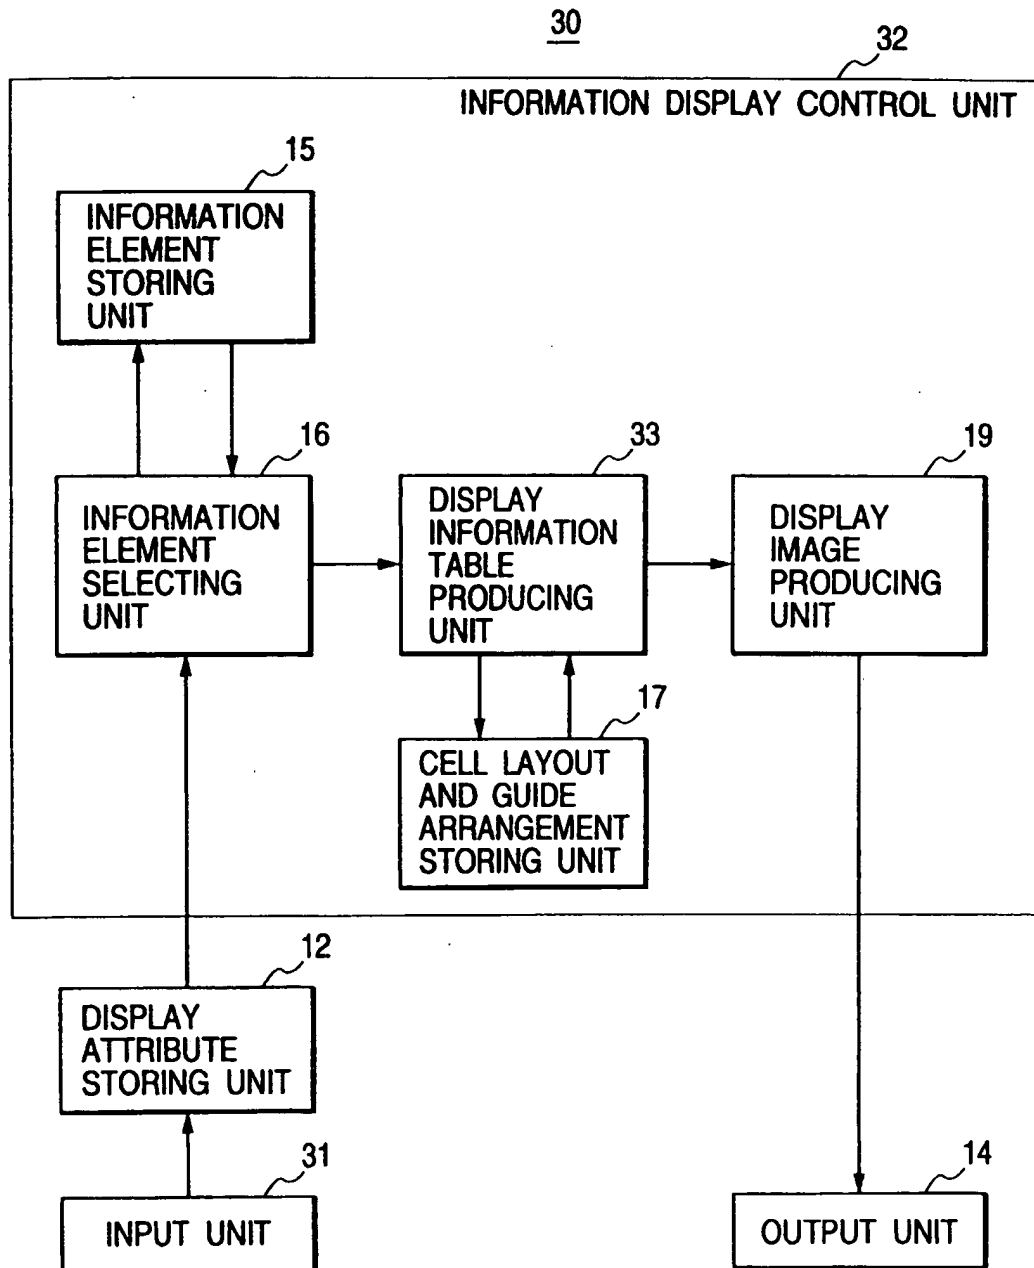 30
32
INFORMATION DISPLAY CONTROL UNIT
15
INFORMATION
ELEMENT
STORING
UNIT
16
INFORMATION
ELEMENT
SELECTING
UNIT
33
DISPLAY
INFORMATION
TABLE
PRODUCING
UNIT
19
DISPLAY
IMAGE
PRODUCING
UNIT
17
CELL LAYOUT
AND GUIDE
ARRANGEMENT
STORING UNIT
12
DISPLAY
ATTRIBUTE
STORING UNIT
31
INPUT UNIT
14
OUTPUT UNIT